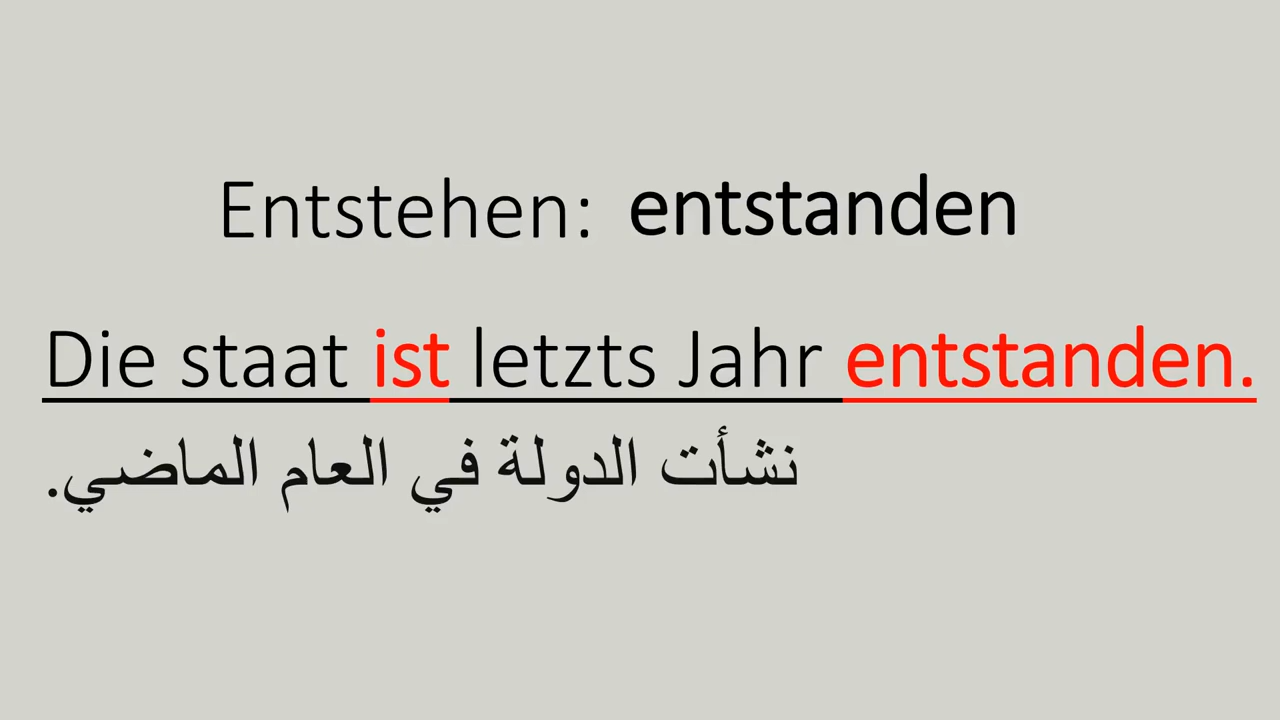 Entstehen: entstanden
Die staat ist letzts Jahr entstanden.
نشأت الدولة في العام الماضي.